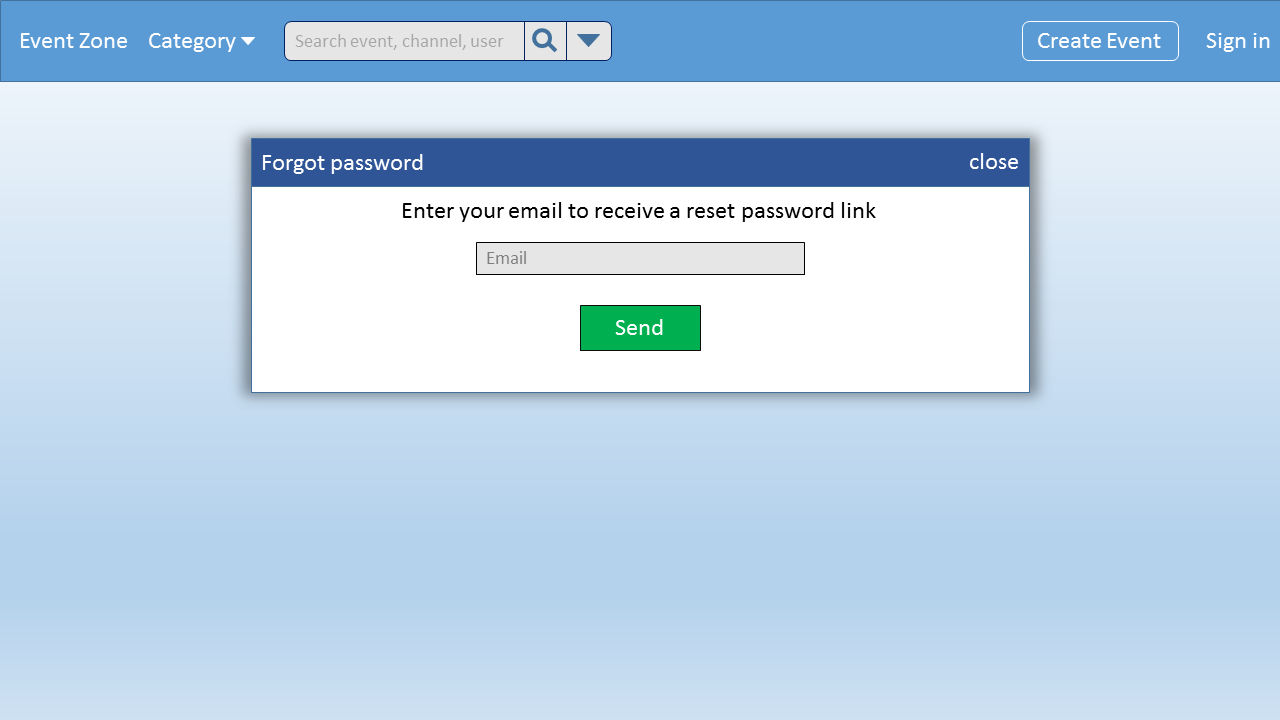 Event Zone Category Search event, channel, user Create Event Sign in
Forgot password close
Enter your email to receive a reset password link
Email
Send